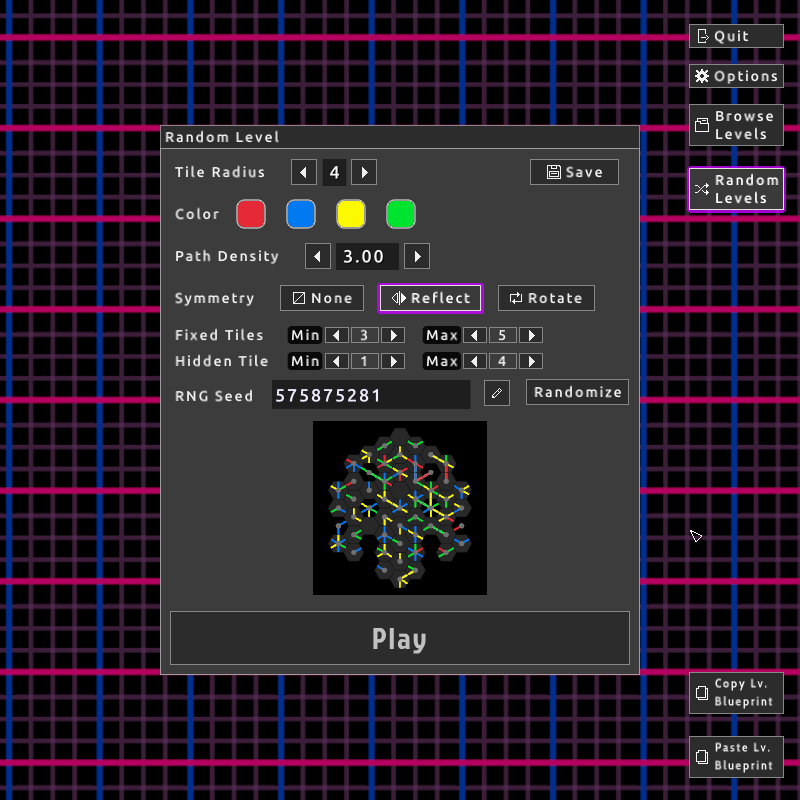 Quit
Options
Browse
Levels
Random
Levels
Random Level
Tile Radius 4 Save
Color
Path Density 3.00
Symmetry None Reflect Rotate
Fixed Tiles Min 3 Max 5
Hidden Tile Min 1 Max 4
RNG Seed 575875281 Randomize
Play
Copy Lv.
Blueprint
Paste Lv.
Blueprint